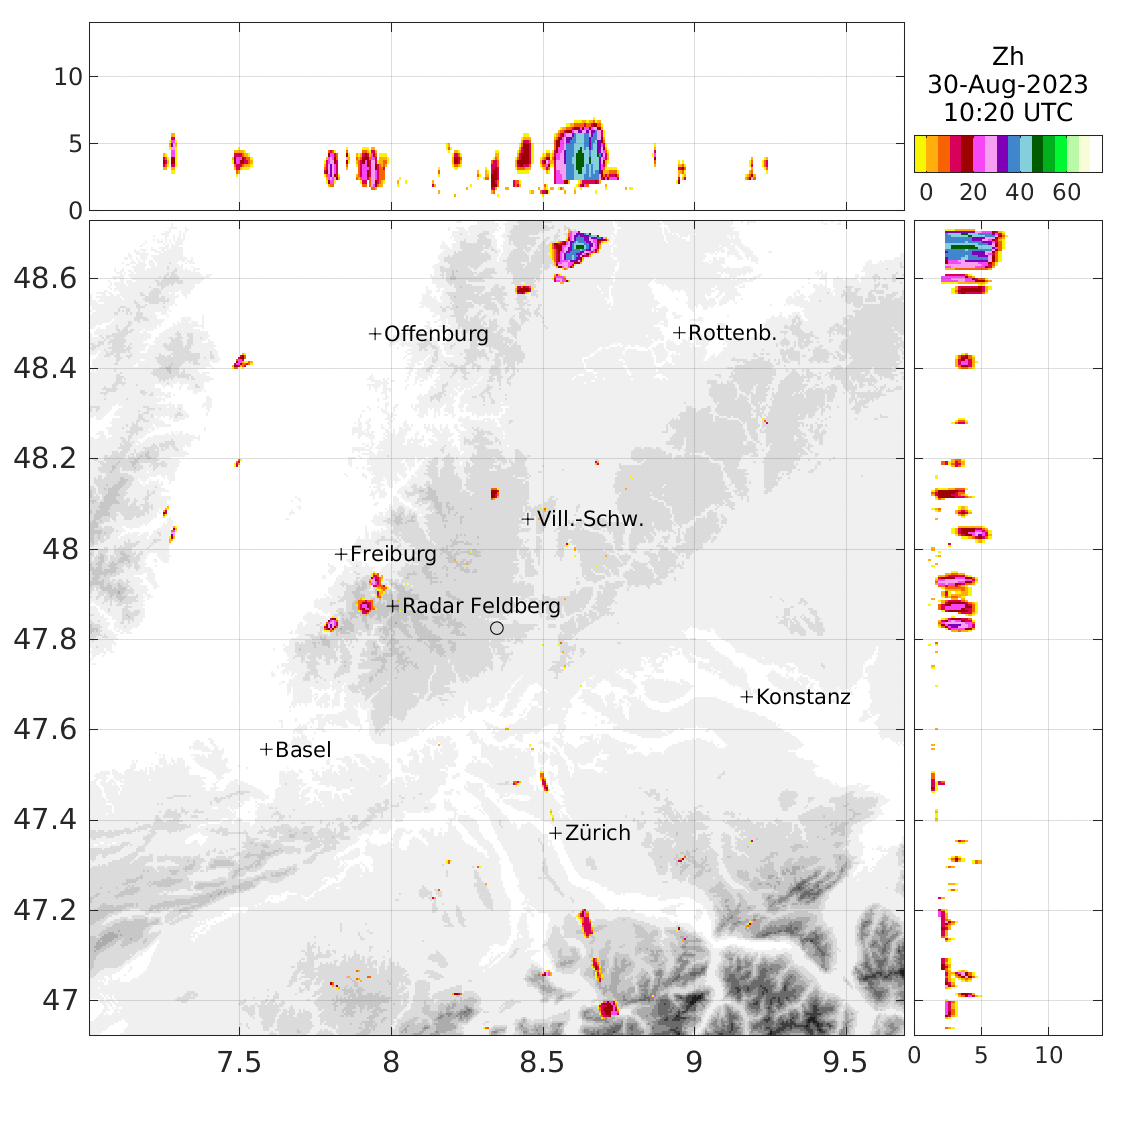 Zh
30-Aug-2023
10:20 UTC
0 20 40 60
10
5
0
48.6
48.4
48.2
48
47.8
47.6
47.4
47.2
47
+Offenburg
+Rottenb.
+Vill.-Schw.
+Freiburg
+Radar Feldberg
+Konstanz
+Basel
+Zürich
7.5 8 8.5 9 9.5
0 5 10